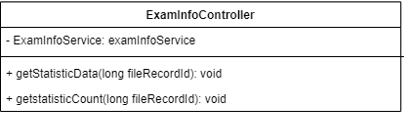 ExamInfoController
- ExamInfoService: examInfoService
+ getStatisticData(long fileRecordId): void
+ getstatisticCount(long fileRecordId): void